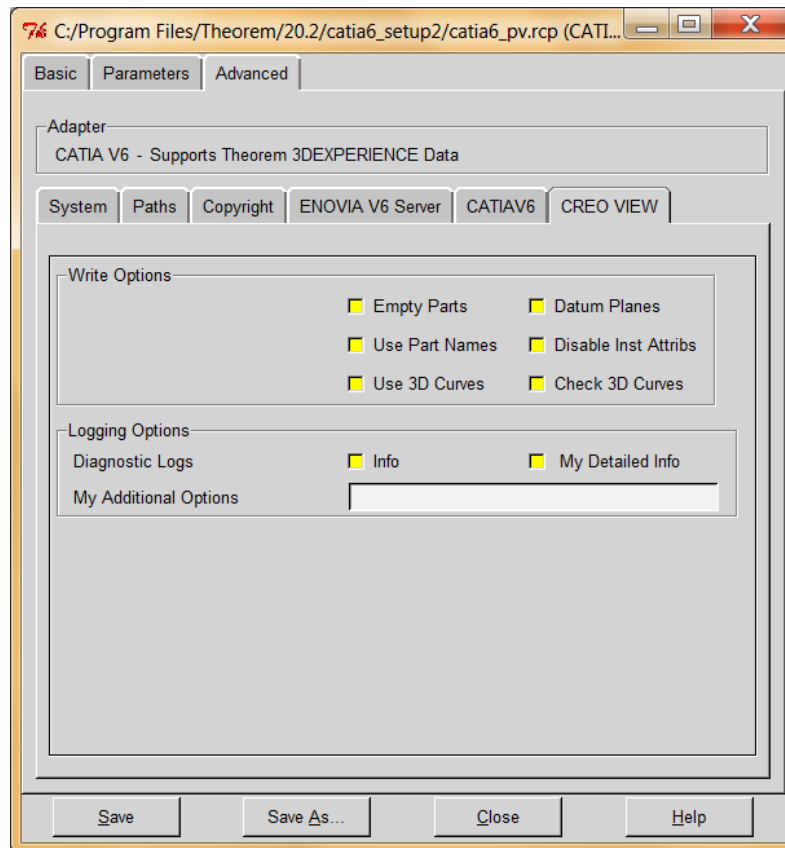 C:/Program Files/Theorem/20.2/catia6_setup2/catia6_pv.rcp (CATI...
Basic Parameters Advanced
Adapter
CATIA V6 - Supports Theorem 3DEXPERIENCE Data
System Paths Copyright ENOVIA V6 Server CATIAV6 CREO VIEW
Write Options
Empty Parts Datum Planes
Use Part Names Disable Inst Attribs
Use 3D Curves Check 3D Curves
Logging Options
Diagnostic Logs Info My Detailed Info
My Additional Options
Save Save As... Close Help